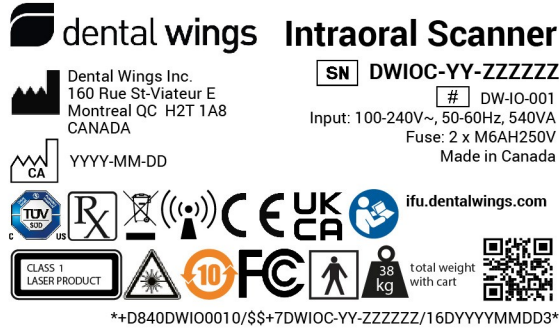 dental wings Intraoral Scanner
SN DWIOC-YY-ZZZZZZ
# DW-IO-001
Input: 100-240V~, 50-60Hz, 540VA
Fuse: 2 x M6AH250V
Made in Canada
Dental Wings Inc.
160 Rue St-Viateur E
Montreal QC H2T 1A8
CANADA
CA YYYY-MM-DD
TÜV SÜD
C US
Rx
CE
UK
CA
ifu.dentalwings.com
CLASS 1
LASER PRODUCT
10
FC
38
kg
total weight
with cart
*+D840DWIO0010/$$+7DWIOC-YY-ZZZZZZ/16DYYYYMMDD3*